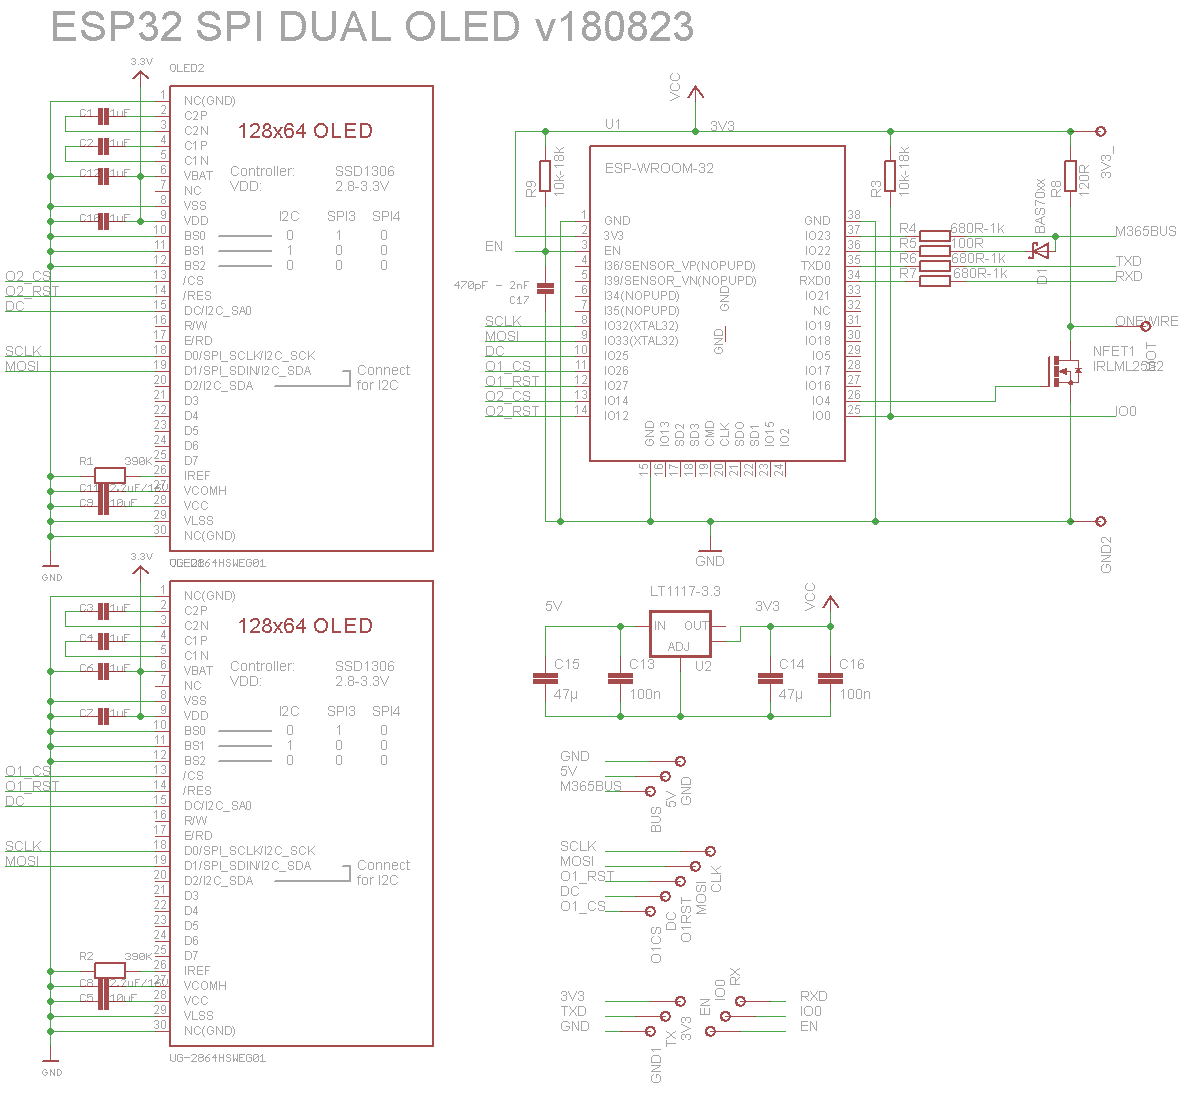 ESP32 SPI DUAL OLED v180823
3.3V
OLED2
1 NC(GND)
C1 1uF 2 C2P
3 C2N
128x64 OLED
C2 1uF 4 C1P
5 C1N
C12 1uF 6 VBAT
Controller: SSD1306
7 NC
VDD: 2.8-3.3V
8 VSS
C10 1uF 9 VDD
I2C SPI3 SPI4
10 BS0 0 1 0
11 BS1 1 0 0
12 BS2 0 0 0
O2_CS 13 /CS
O2_RST 14 /RES
DC 15 DC/I2C_SA0
16 R/W
17 E/RD
SCLK 18 D0/SPI_SCLK/I2C_SCK
MOSI 19 D1/SPI_SDIN/I2C_SDA
Connect
20 D2/I2C_SDA
for I2C
21 D3
22 D4
23 D5
24 D6
25 D7
R1 390K 26 IREF
C11 2.2uF/16V 27 VCOMH
C9 10uF 28 VCC
29 VLSS
30 NC(GND)
GND
UG-2864HSWEG01
3.3V
1 NC(GND)
C3 1uF 2 C2P
3 C2N
128x64 OLED
C4 1uF 4 C1P
5 C1N
C6 1uF 6 VBAT
Controller: SSD1306
7 NC
VDD: 2.8-3.3V
8 VSS
C7 1uF 9 VDD
I2C SPI3 SPI4
10 BS0 0 1 0
11 BS1 1 0 0
12 BS2 0 0 0
O1_CS 13 /CS
O1_RST 14 /RES
DC 15 DC/I2C_SA0
16 R/W
17 E/RD
SCLK 18 D0/SPI_SCLK/I2C_SCK
MOSI 19 D1/SPI_SDIN/I2C_SDA
Connect
20 D2/I2C_SDA
for I2C
21 D3
22 D4
23 D5
24 D6
25 D7
R2 390K 26 IREF
C8 2.2uF/16V 27 VCOMH
C5 10uF 28 VCC
29 VLSS
30 NC(GND)
GND
UG-2864HSWEG01
VCC
U1
3V3
3V3_
ESP-WROOM-32
R9
10k-18k
R3
10k-18k
R8
120R
BAS70xx
D1
1 GND
2 3V3
EN 3 EN
4 I36/SENSOR_VP(NOPUPD)
5 I39/SENSOR_VN(NOPUPD)
470pF - 2nF
C17
6 I34(NOPUPD)
7 I35(NOPUPD)
SCLK 8 IO32(XTAL32)
MOSI 9 IO33(XTAL32)
DC 10 IO25
O1_CS 11 IO26
O1_RST 12 IO27
O2_CS 13 IO14
O2_RST 14 IO12
GND
GND
GND 38
IO23 37 R4 680R-1k M365BUS
IO22 36 R5 100R
TXD0 35 R6 680R-1k TXD
RXD0 34 R7 680R-1k RXD
IO21 33
NC 32
IO19 31
IO18 30
IO5 29
IO17 28
IO16 27
IO4 26
IO0 25 IO0
ONEWIRE
NFET1
GND IO13 SD2 SD3 CMD CLK SD0 SD1 IO15 IO2
15 16 17 18 19 20 21 22 23 24
GND
GND2
LT1117-3.3
5V 3V3 VCC
IN OUT
ADJ
U2
C15 C13 C14 C16
47µ 100n 47µ 100n
GND
5V
M365BUS
BUS
5V
GND
SCLK
MOSI
O1_RST
DC
O1_CS
O1CS
DC
O1RST
MOSI
CLK
3V3
TXD
GND
GND1
TX
3V3
EN
IO0
RX
RXD
IO0
EN